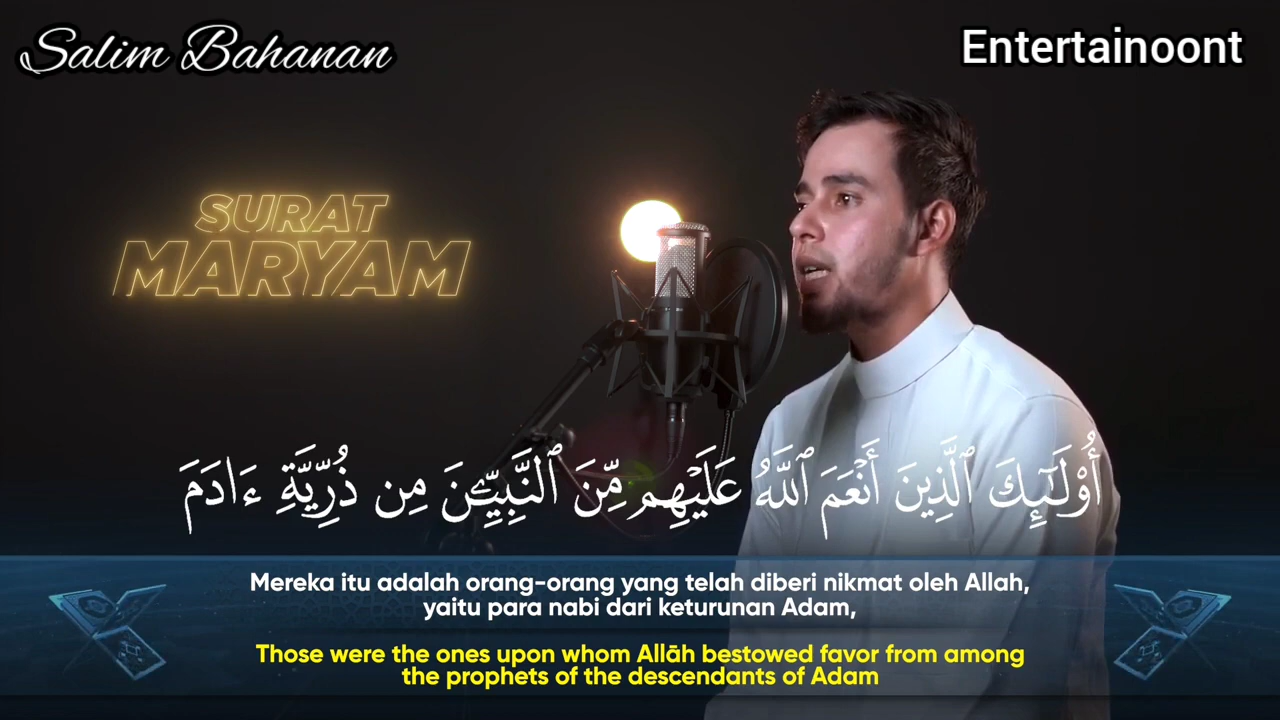 Salim Bahanan
Entertainoont
SURAT
MARYAM
أُو۟لَـٰٓئِكَ ٱلَّذِينَ أَنْعَمَ ٱللَّهُ عَلَيْهِم مِّنَ ٱلنَّبِيِّـۧنَ مِن ذُرِّيَّةِ ءَادَمَ
Mereka itu adalah orang-orang yang telah diberi nikmat oleh Allah,
yaitu para nabi dari keturunan Adam,
Those were the ones upon whom Allāh bestowed favor from among
the prophets of the descendants of Adam